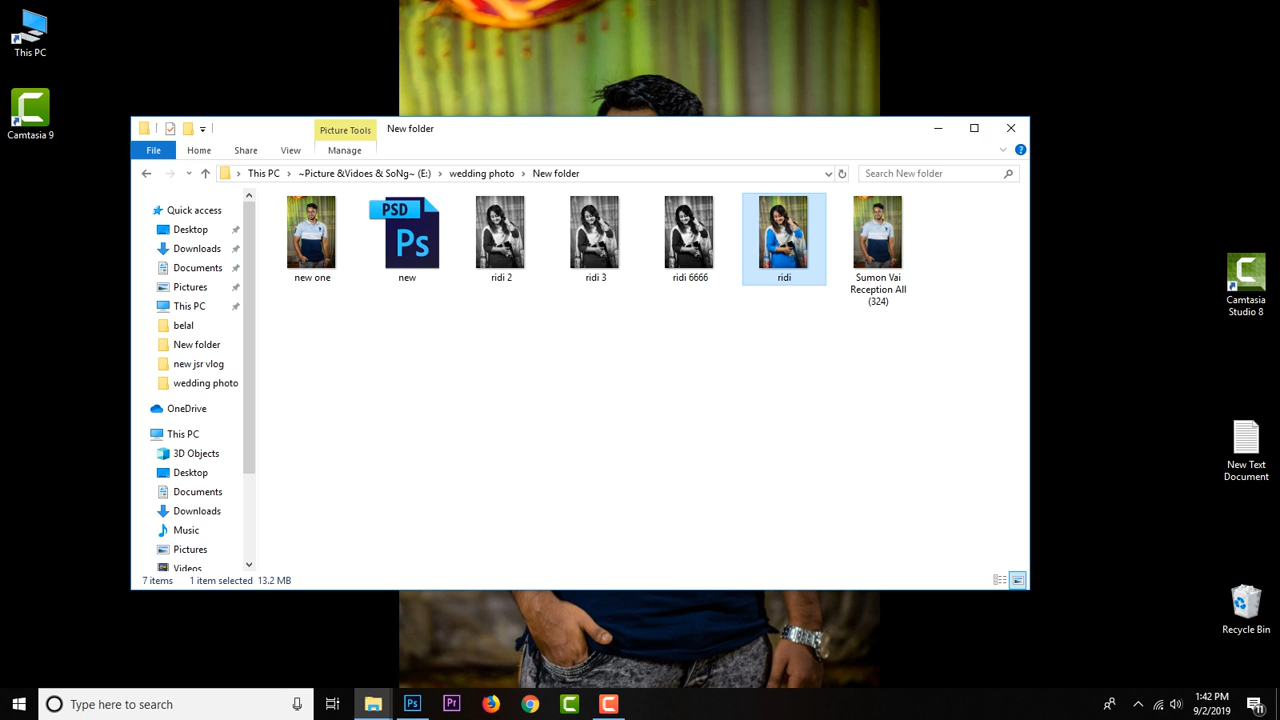 This PC
Camtasia 9
Picture Tools
New folder
File
Home
Share
View
Manage
This PC
~Picture &Vidoes & SoNg~ (E:)
wedding photo
New folder
Search New folder
Quick access
Desktop
Downloads
Documents
Pictures
This PC
belal
New folder
new jsr vlog
wedding photo
OneDrive
This PC
3D Objects
Desktop
Documents
Downloads
Music
Pictures
Videos
new one
PSD
Ps
new
ridi 2
ridi 3
ridi 6666
ridi
Sumon Vai
Reception All
(324)
7 items
1 item selected 13.2 MB
Camtasia
Studio 8
New Text
Document
Recycle Bin
Type here to search
Ps
Pr
1:42 PM
9/2/2019
11